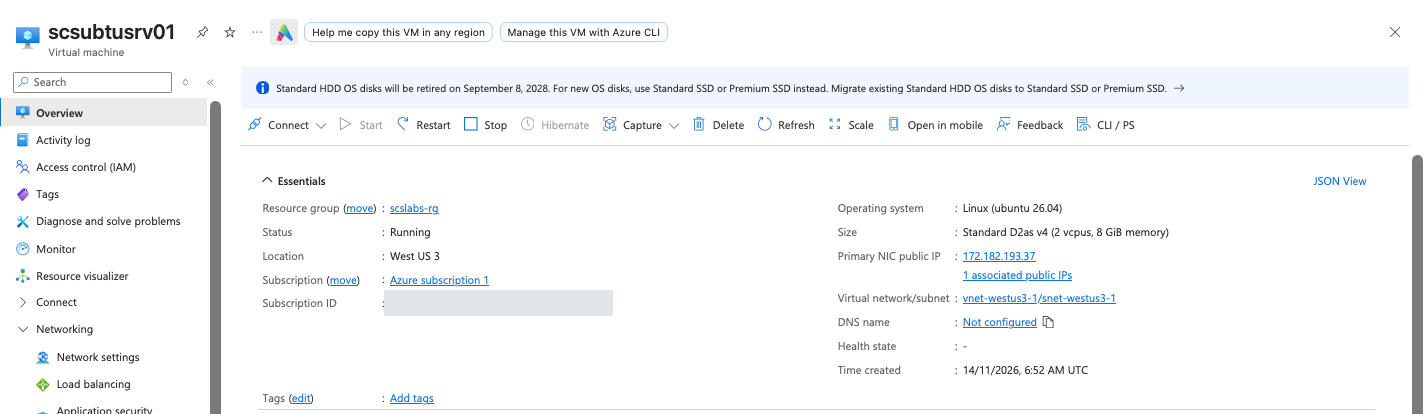 scsubtusrv01
Virtual machine
Help me copy this VM in any region
Manage this VM with Azure CLI
Search
Overview
Activity log
Access control (IAM)
Tags
Diagnose and solve problems
Monitor
Resource visualizer
Connect
Networking
Network settings
Load balancing
Application security
Standard HDD OS disks will be retired on September 8, 2028. For new OS disks, use Standard SSD or Premium SSD instead. Migrate existing Standard HDD OS disks to Standard SSD or Premium SSD.
Connect Start Restart Stop Hibernate Capture Delete Refresh Scale Open in mobile Feedback CLI / PS
Essentials
JSON View
Resource group (move) : scslabs-rg
Status : Running
Location : West US 3
Subscription (move) : Azure subscription 1
Subscription ID :
Operating system : Linux (ubuntu 26.04)
Size : Standard D2as v4 (2 vcpus, 8 GiB memory)
Primary NIC public IP : 172.182.193.37
1 associated public IPs
Virtual network/subnet : vnet-westus3-1/snet-westus3-1
DNS name : Not configured
Health state : -
Time created : 14/11/2026, 6:52 AM UTC
Tags (edit) : Add tags